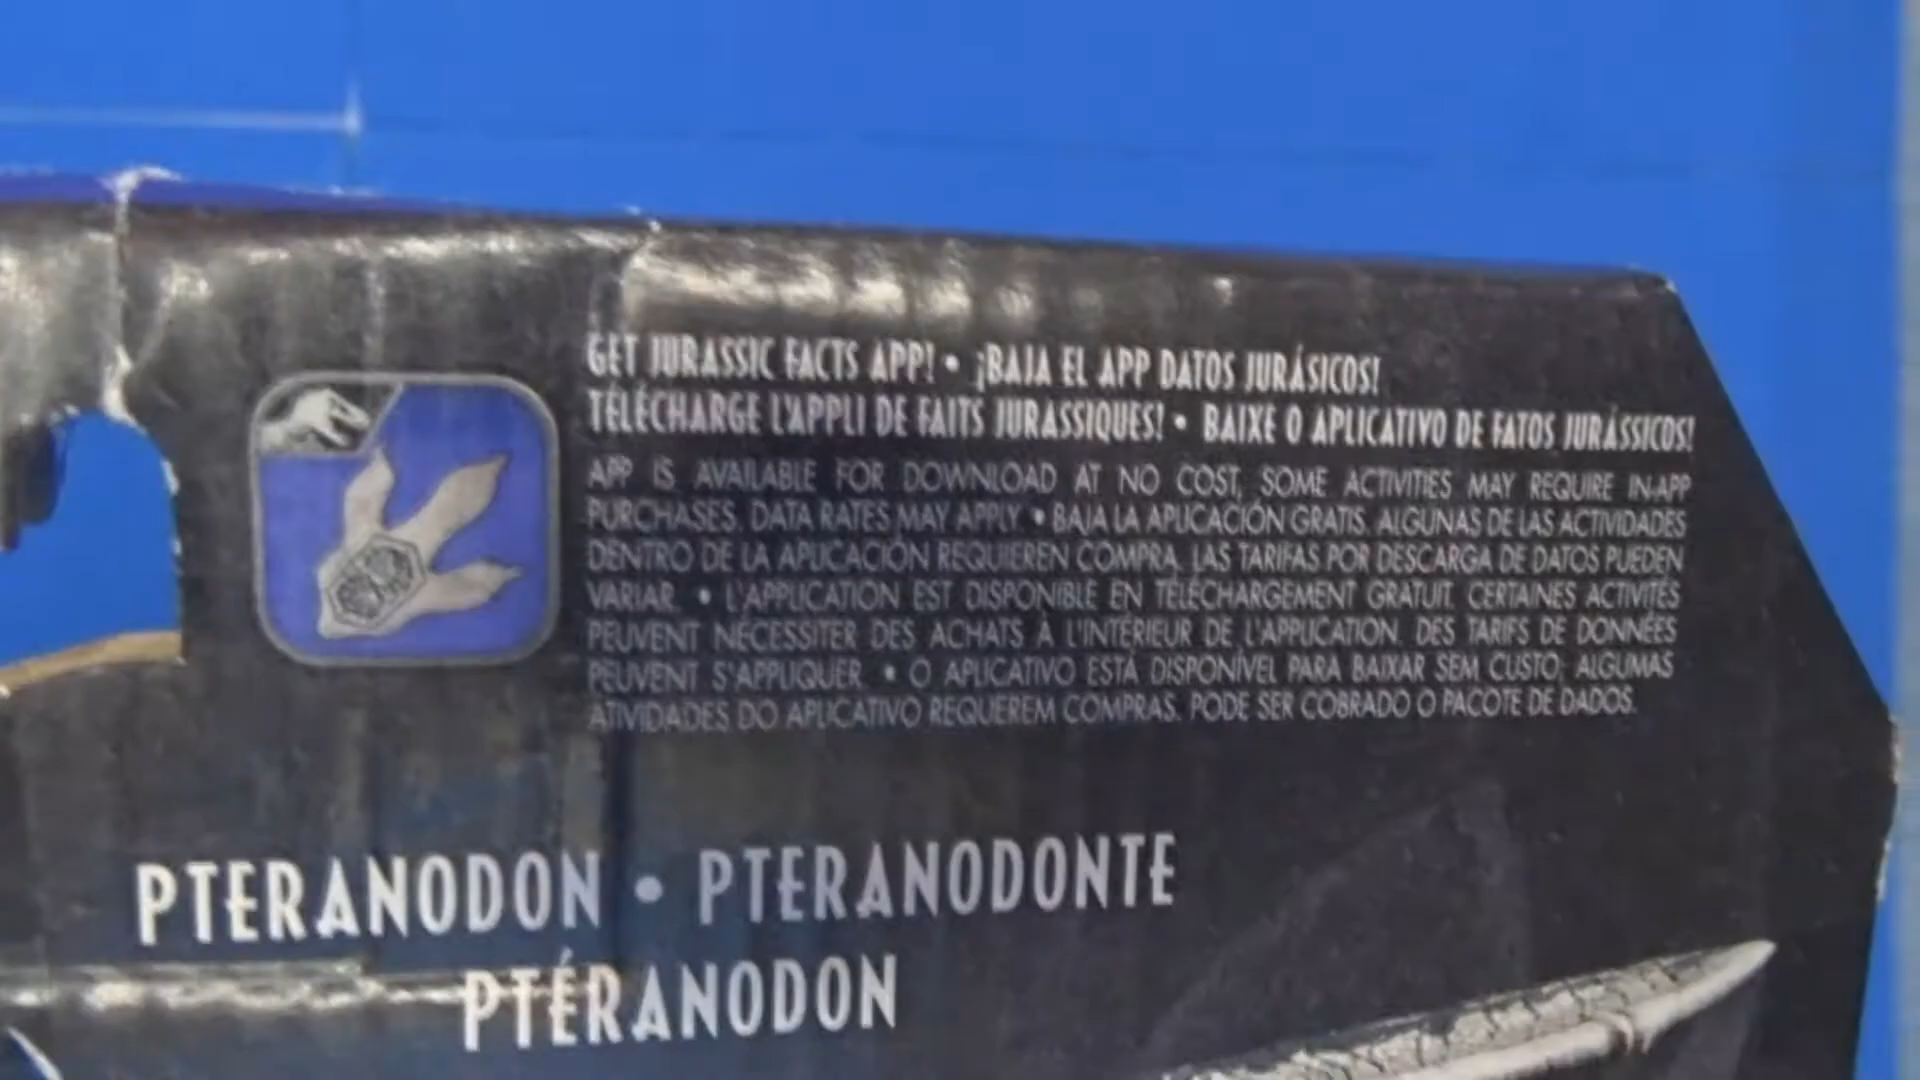 GET JURASSIC FACTS APP! • ¡BAJA EL APP DATOS JURÁSICOS!
TÉLÉCHARGE L'APPLI DE FAITS JURASSIQUES! • BAIXE O APLICATIVO DE FATOS JURÁSSICOS!
APP IS AVAILABLE FOR DOWNLOAD AT NO COST, SOME ACTIVITIES MAY REQUIRE IN-APP
PURCHASES. DATA RATES MAY APPLY. • BAJA LA APLICACIÓN GRATIS. ALGUNAS DE LAS ACTIVIDADES
DENTRO DE LA APLICACIÓN REQUIEREN COMPRA. LAS TARIFAS POR DESCARGA DE DATOS PUEDEN
VARIAR. • L'APPLICATION EST DISPONIBLE EN TÉLÉCHARGEMENT GRATUIT. CERTAINES ACTIVITÉS
PEUVENT NÉCESSITER DES ACHATS À L'INTÉRIEUR DE L'APPLICATION. DES TARIFS DE DONNÉES
PEUVENT S'APPLIQUER. • O APLICATIVO ESTÁ DISPONÍVEL PARA BAIXAR SEM CUSTO; ALGUMAS
ATIVIDADES DO APLICATIVO REQUEREM COMPRAS. PODE SER COBRADO O PACOTE DE DADOS.
PTERANODON • PTERANODONTE
PTÉRANODON